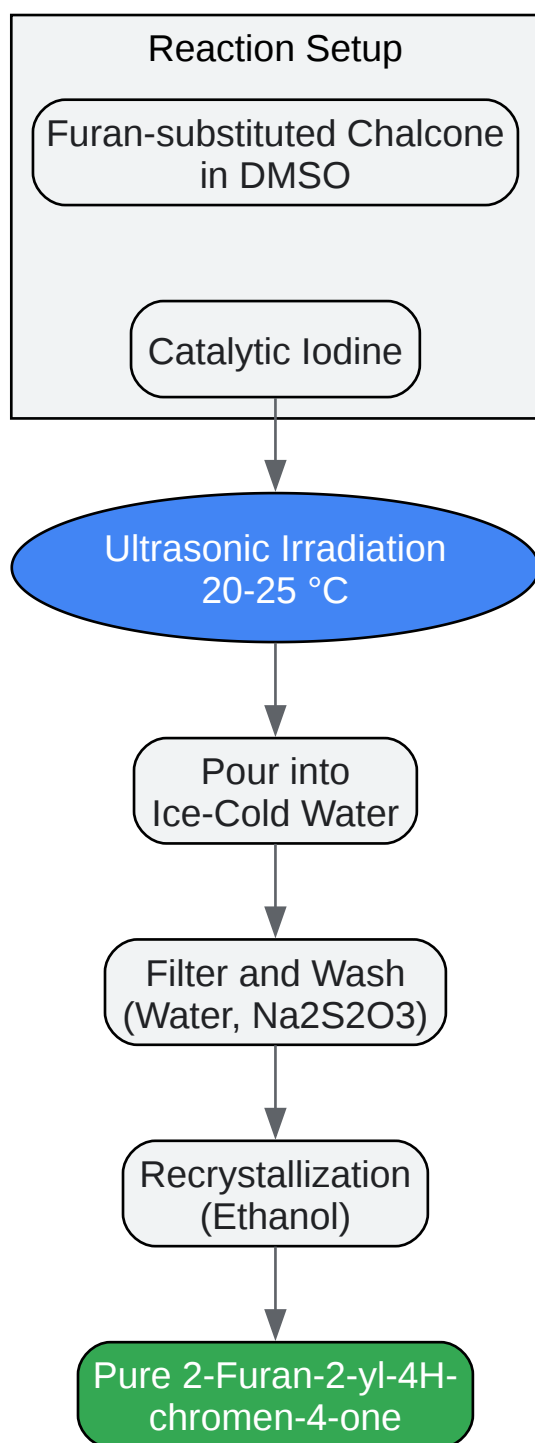 Reaction Setup
Furan-substituted Chalcone
in DMSO
Catalytic Iodine
Ultrasonic Irradiation
20-25 °C
Pour into
Ice-Cold Water
Filter and Wash
(Water, Na2S2O3)
Recrystallization
(Ethanol)
Pure 2-Furan-2-yl-4H-
chromen-4-one